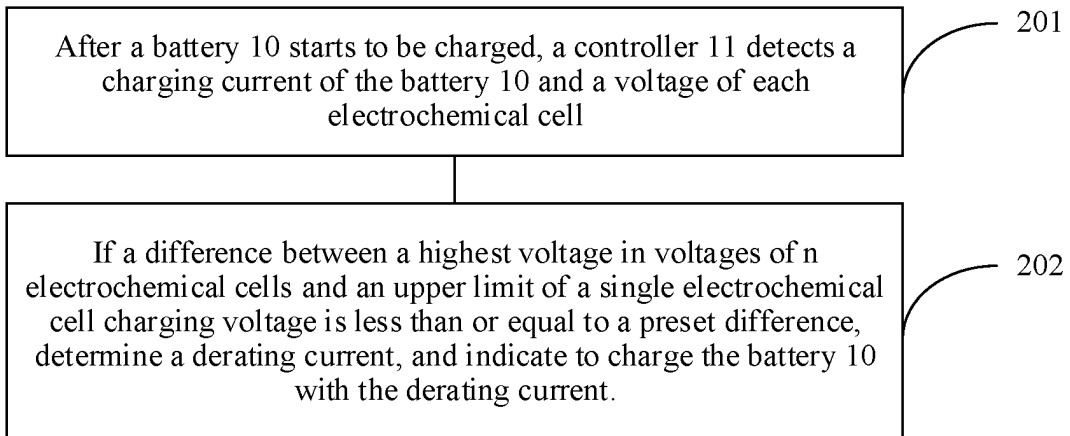 After a battery 10 starts to be charged, a controller 11 detects a
charging current of the battery 10 and a voltage of each
electrochemical cell
201
If a difference between a highest voltage in voltages of n
electrochemical cells and an upper limit of a single electrochemical
cell charging voltage is less than or equal to a preset difference,
determine a derating current, and indicate to charge the battery 10
with the derating current.
202